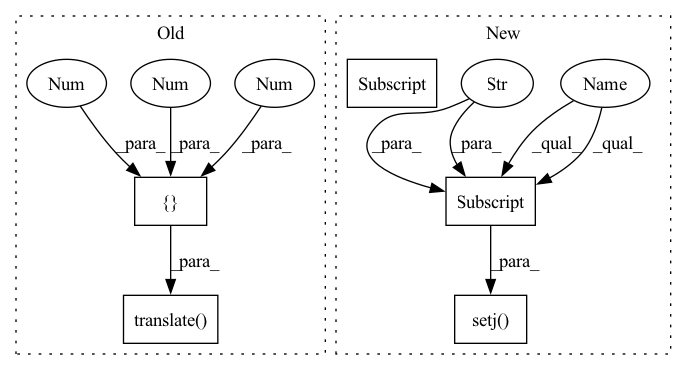 Old
New
Num
Num
Num
Subscript
Str
Name
_para_
_para_
_para_
_para_
_para_
_qual_
_qual_
{}
Subscript
_para_
_para_
translate()
setj()